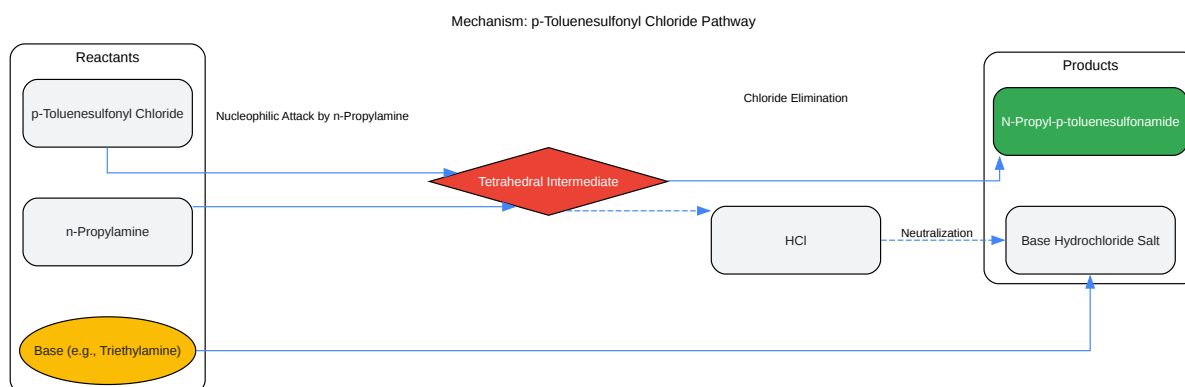 Mechanism: p-Toluenesulfonyl Chloride Pathway
Reactants
Products
p-Toluenesulfonyl Chloride
Nucleophilic Attack by n-Propylamine
Chloride Elimination
N-Propyl-p-toluenesulfonamide
Tetrahedral Intermediate
n-Propylamine
HCl
Neutralization
Base Hydrochloride Salt
Base (e.g., Triethylamine)